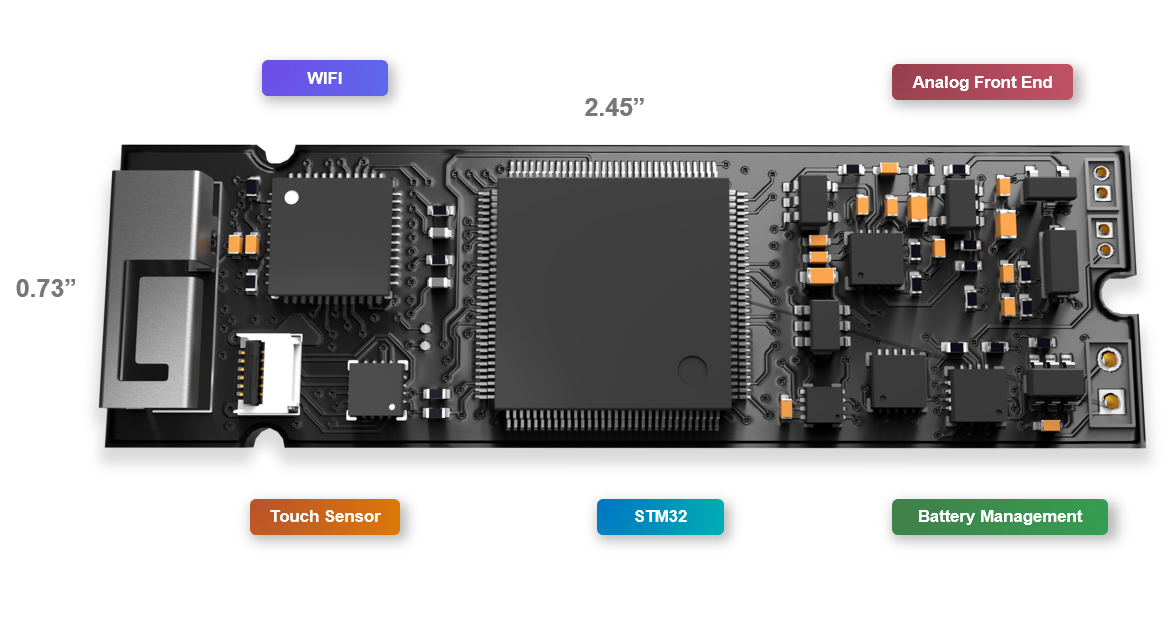 WIFI
Analog Front End
2.45”
0.73”
Touch Sensor
STM32
Battery Management